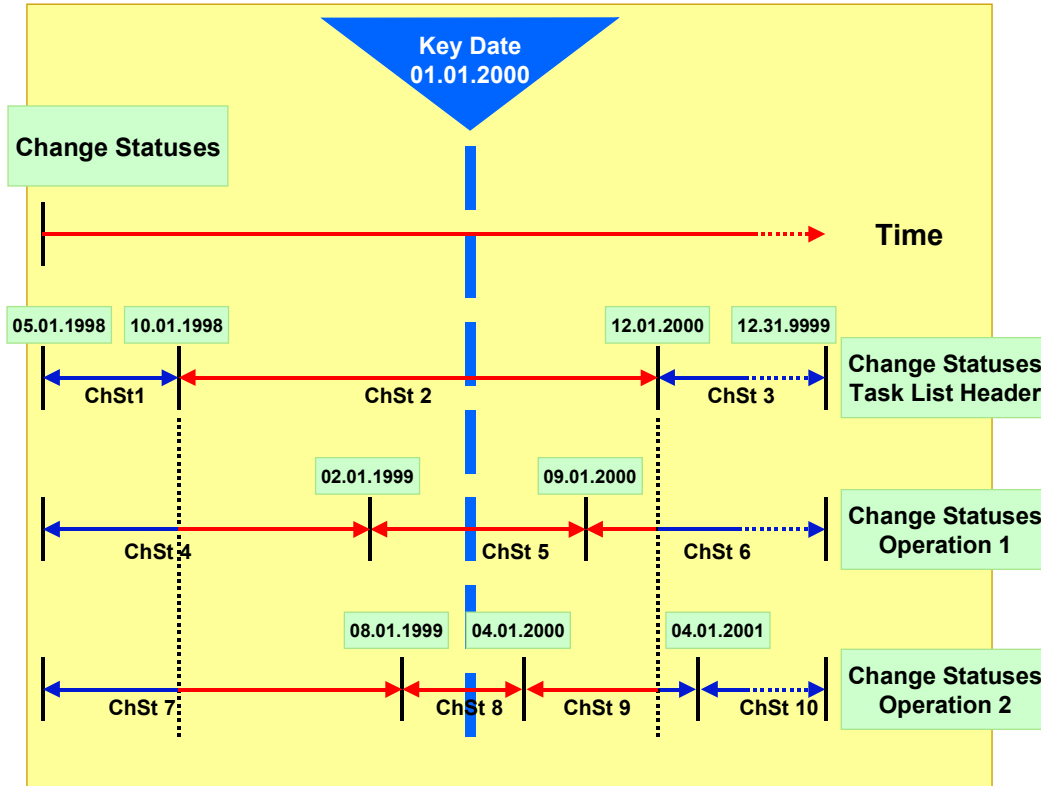 Key Date
01.01.2000
Change Statuses
Time
05.01.1998
10.01.1998
12.01.2000
12.31.9999
ChSt1
ChSt 2
ChSt 3
Change Statuses
Task List Header
02.01.1999
09.01.2000
ChSt 4
ChSt 5
ChSt 6
Change Statuses
Operation 1
08.01.1999
04.01.2000
04.01.2001
ChSt 7
ChSt 8
ChSt 9
ChSt 10
Change Statuses
Operation 2